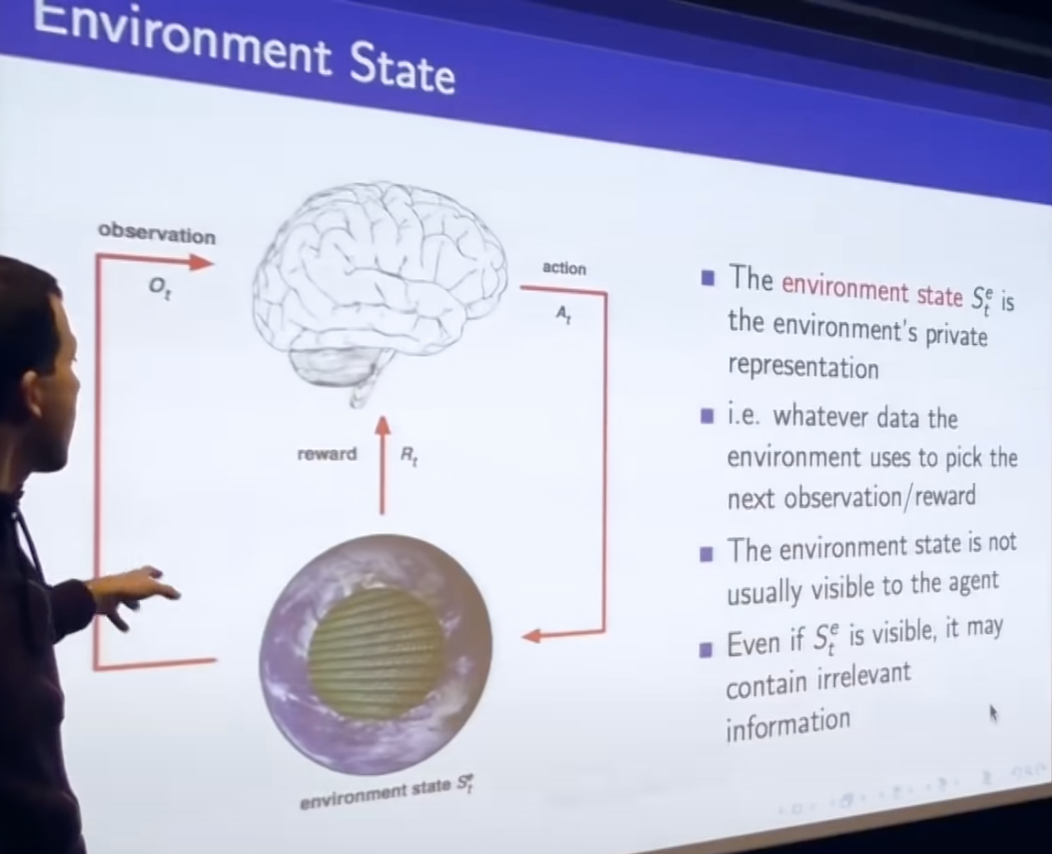 Environment State
observation
O_t
action
A_t
reward
R_t
environment state S_t^e
The environment state S_t^e is
the environment's private
representation
i.e. whatever data the
environment uses to pick the
next observation/reward
The environment state is not
usually visible to the agent
Even if S_t^e is visible, it may
contain irrelevant
information